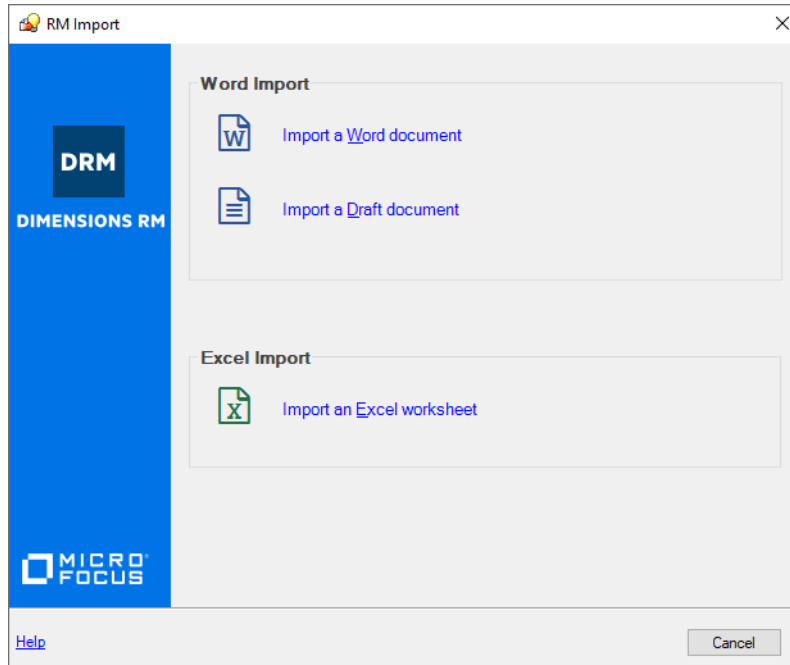 RM Import
Word Import
W
Import a Word document
DRM
Import a Draft document
DIMENSIONS RM
Excel Import
X
Import an Excel worksheet
MICRO®
FOCUS
Help
Cancel